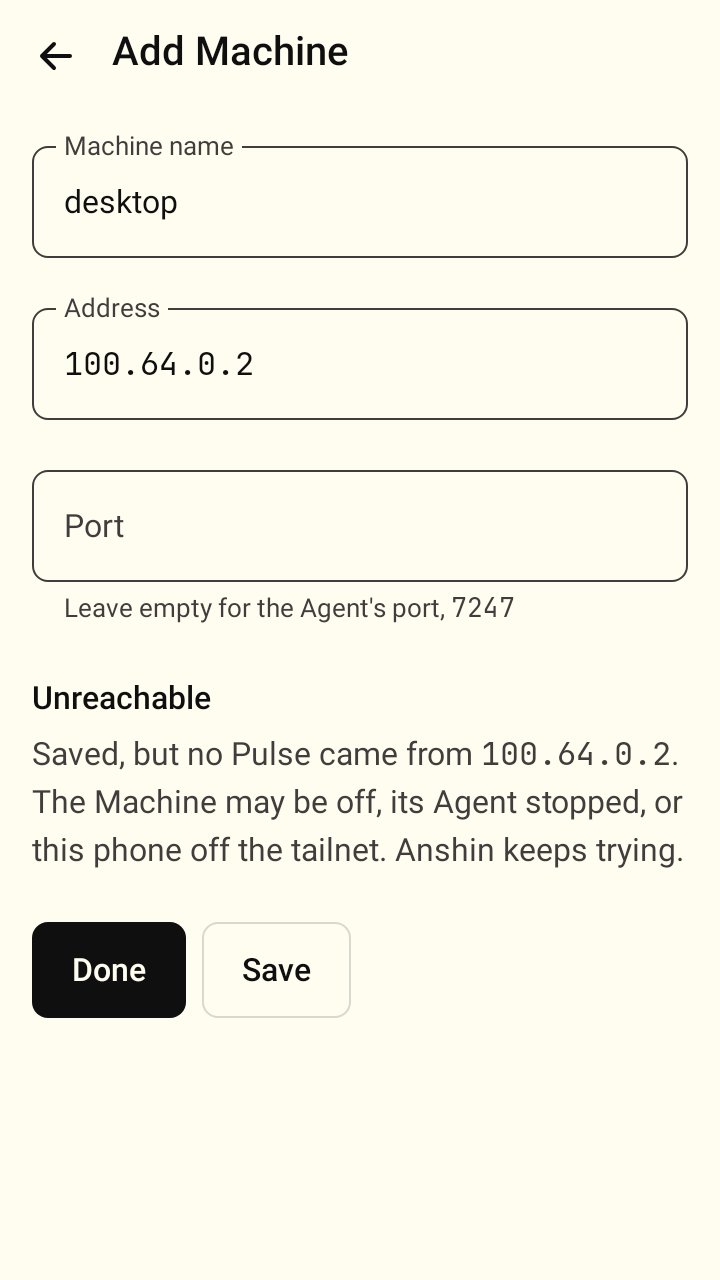 Add Machine
Machine name
desktop
Address
100.64.0.2
Port
Leave empty for the Agent's port, 7247
Unreachable
Saved, but no Pulse came from 100.64.0.2.
The Machine may be off, its Agent stopped, or
this phone off the tailnet. Anshin keeps trying.
Done
Save